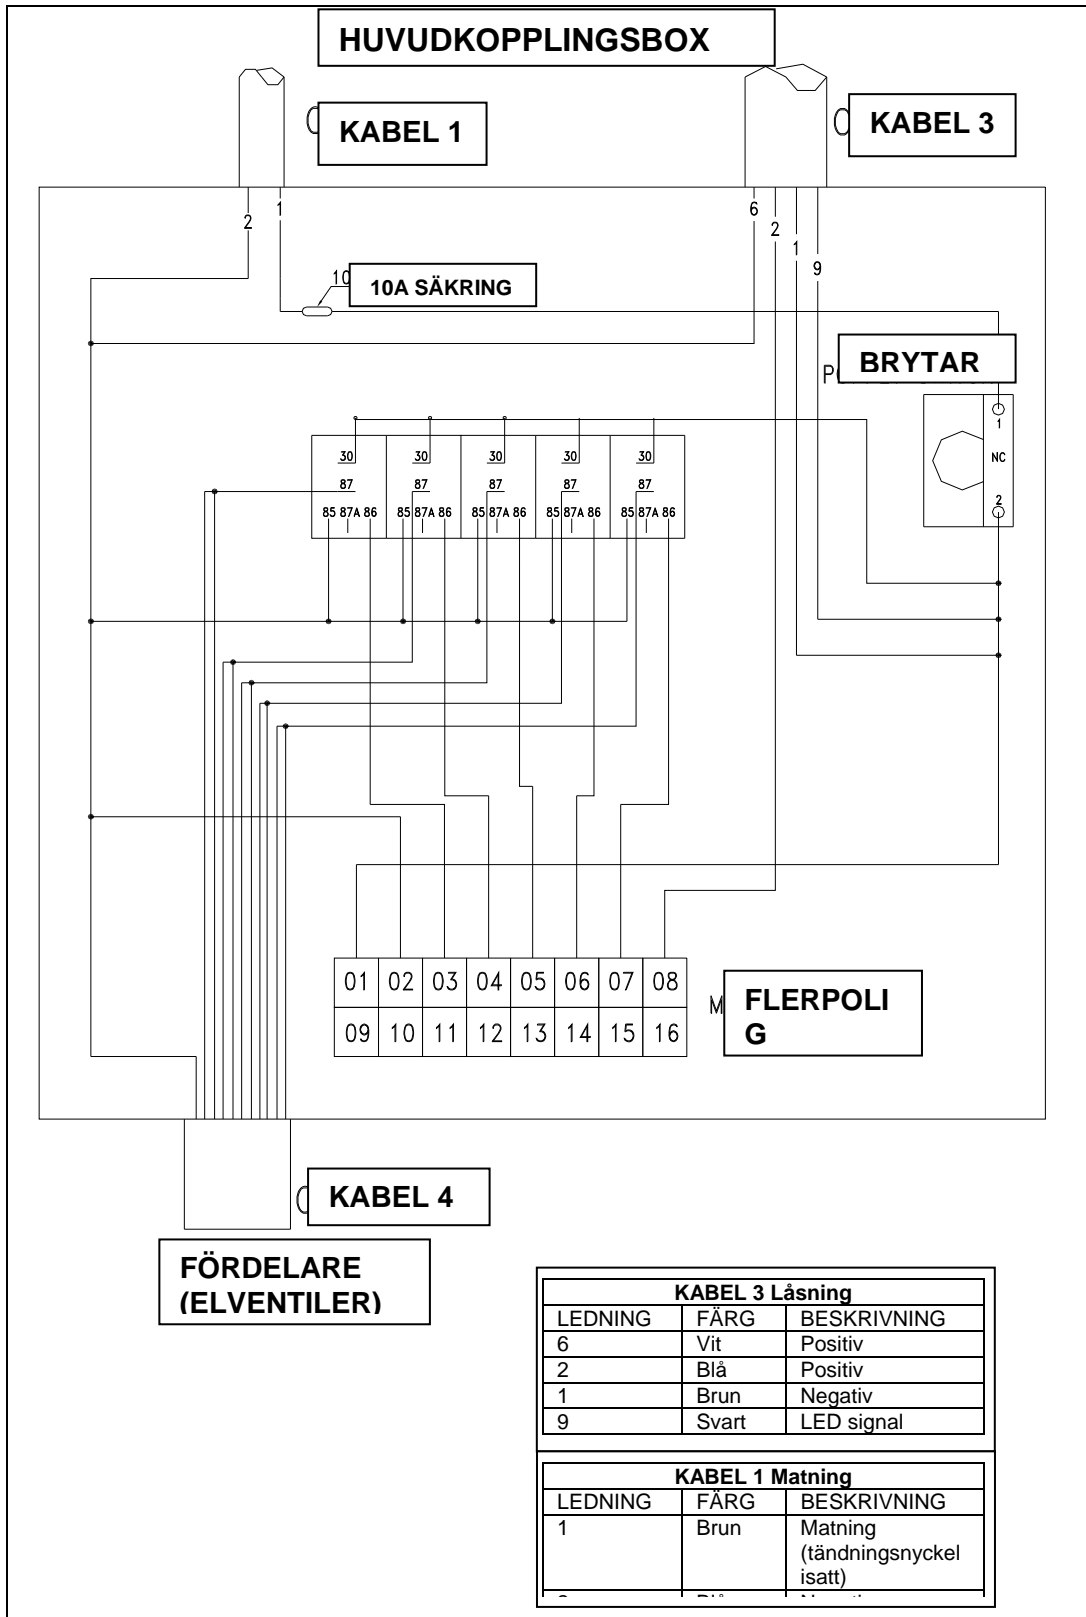 HUVUDKOPPLINGSBOX
KABEL 1
KABEL 3
2
1
6
2
1
9
10
10A SÄKRING
P
BRYTAR
1
NC
2
30 30 30 30 30
87 87 87 87 87
85 87A 86 85 87A 86 85 87A 86 85 87A 86 85 87A 86
01 02 03 04 05 06 07 08
09 10 11 12 13 14 15 16
M
FLERPOLI
G
KABEL 4
FÖRDELARE
(ELVENTILER)
KABEL 3 Låsning
LEDNING FÄRG BESKRIVNING
6 Vit Positiv
2 Blå Positiv
1 Brun Negativ
9 Svart LED signal
KABEL 1 Matning
LEDNING FÄRG BESKRIVNING
1 Brun Matning
(tändningsnyckel
isatt)